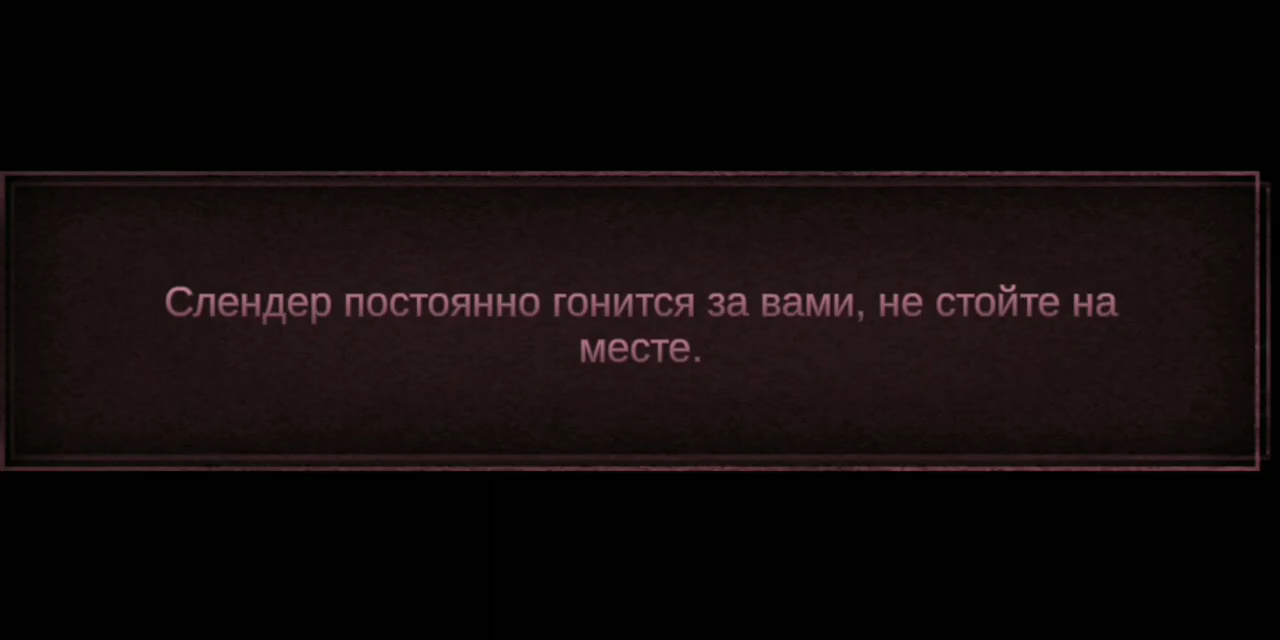 Слендер постоянно гонится за вами, не стойте на
месте.